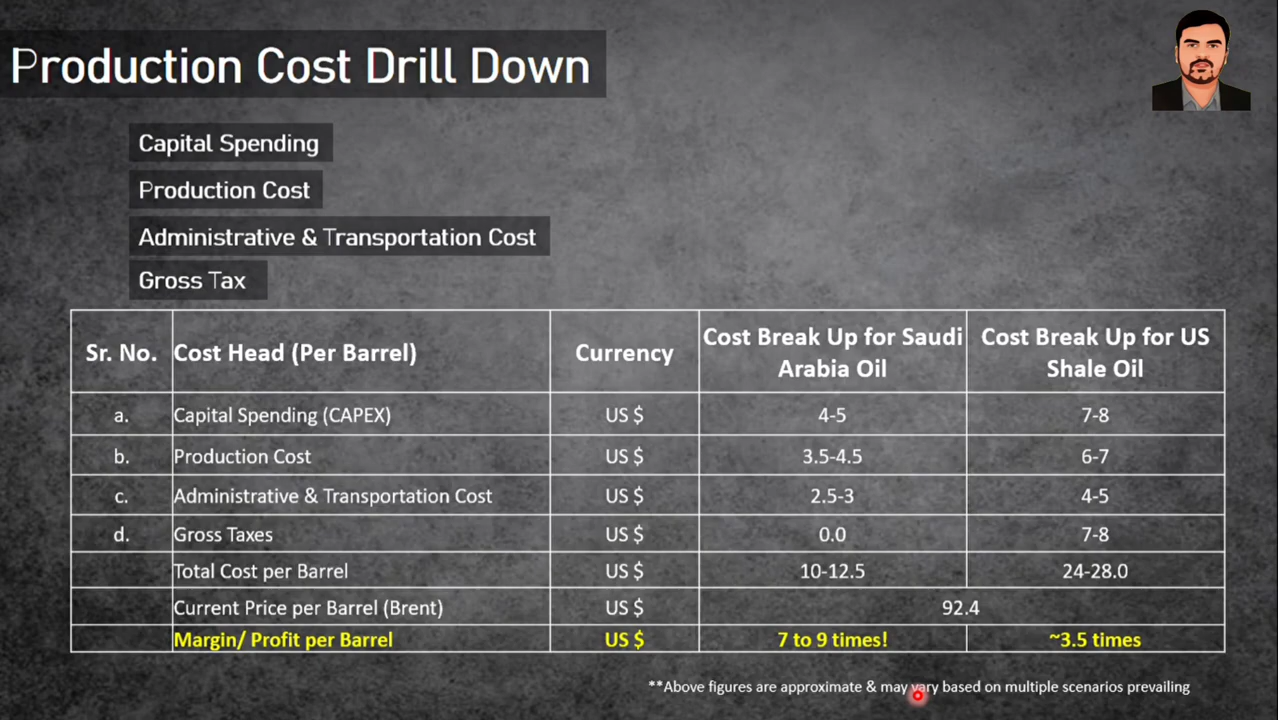 Production Cost Drill Down
Capital Spending
Production Cost
Administrative & Transportation Cost
Gross Tax
Sr. No. Cost Head (Per Barrel) Currency Cost Break Up for Saudi Arabia Oil Cost Break Up for US Shale Oil
a. Capital Spending (CAPEX) US $ 4-5 7-8
b. Production Cost US $ 3.5-4.5 6-7
c. Administrative & Transportation Cost US $ 2.5-3 4-5
d. Gross Taxes US $ 0.0 7-8
Total Cost per Barrel US $ 10-12.5 24-28.0
Current Price per Barrel (Brent) US $ 92.4
Margin/ Profit per Barrel US $ 7 to 9 times! ~3.5 times
**Above figures are approximate & may vary based on multiple scenarios prevailing